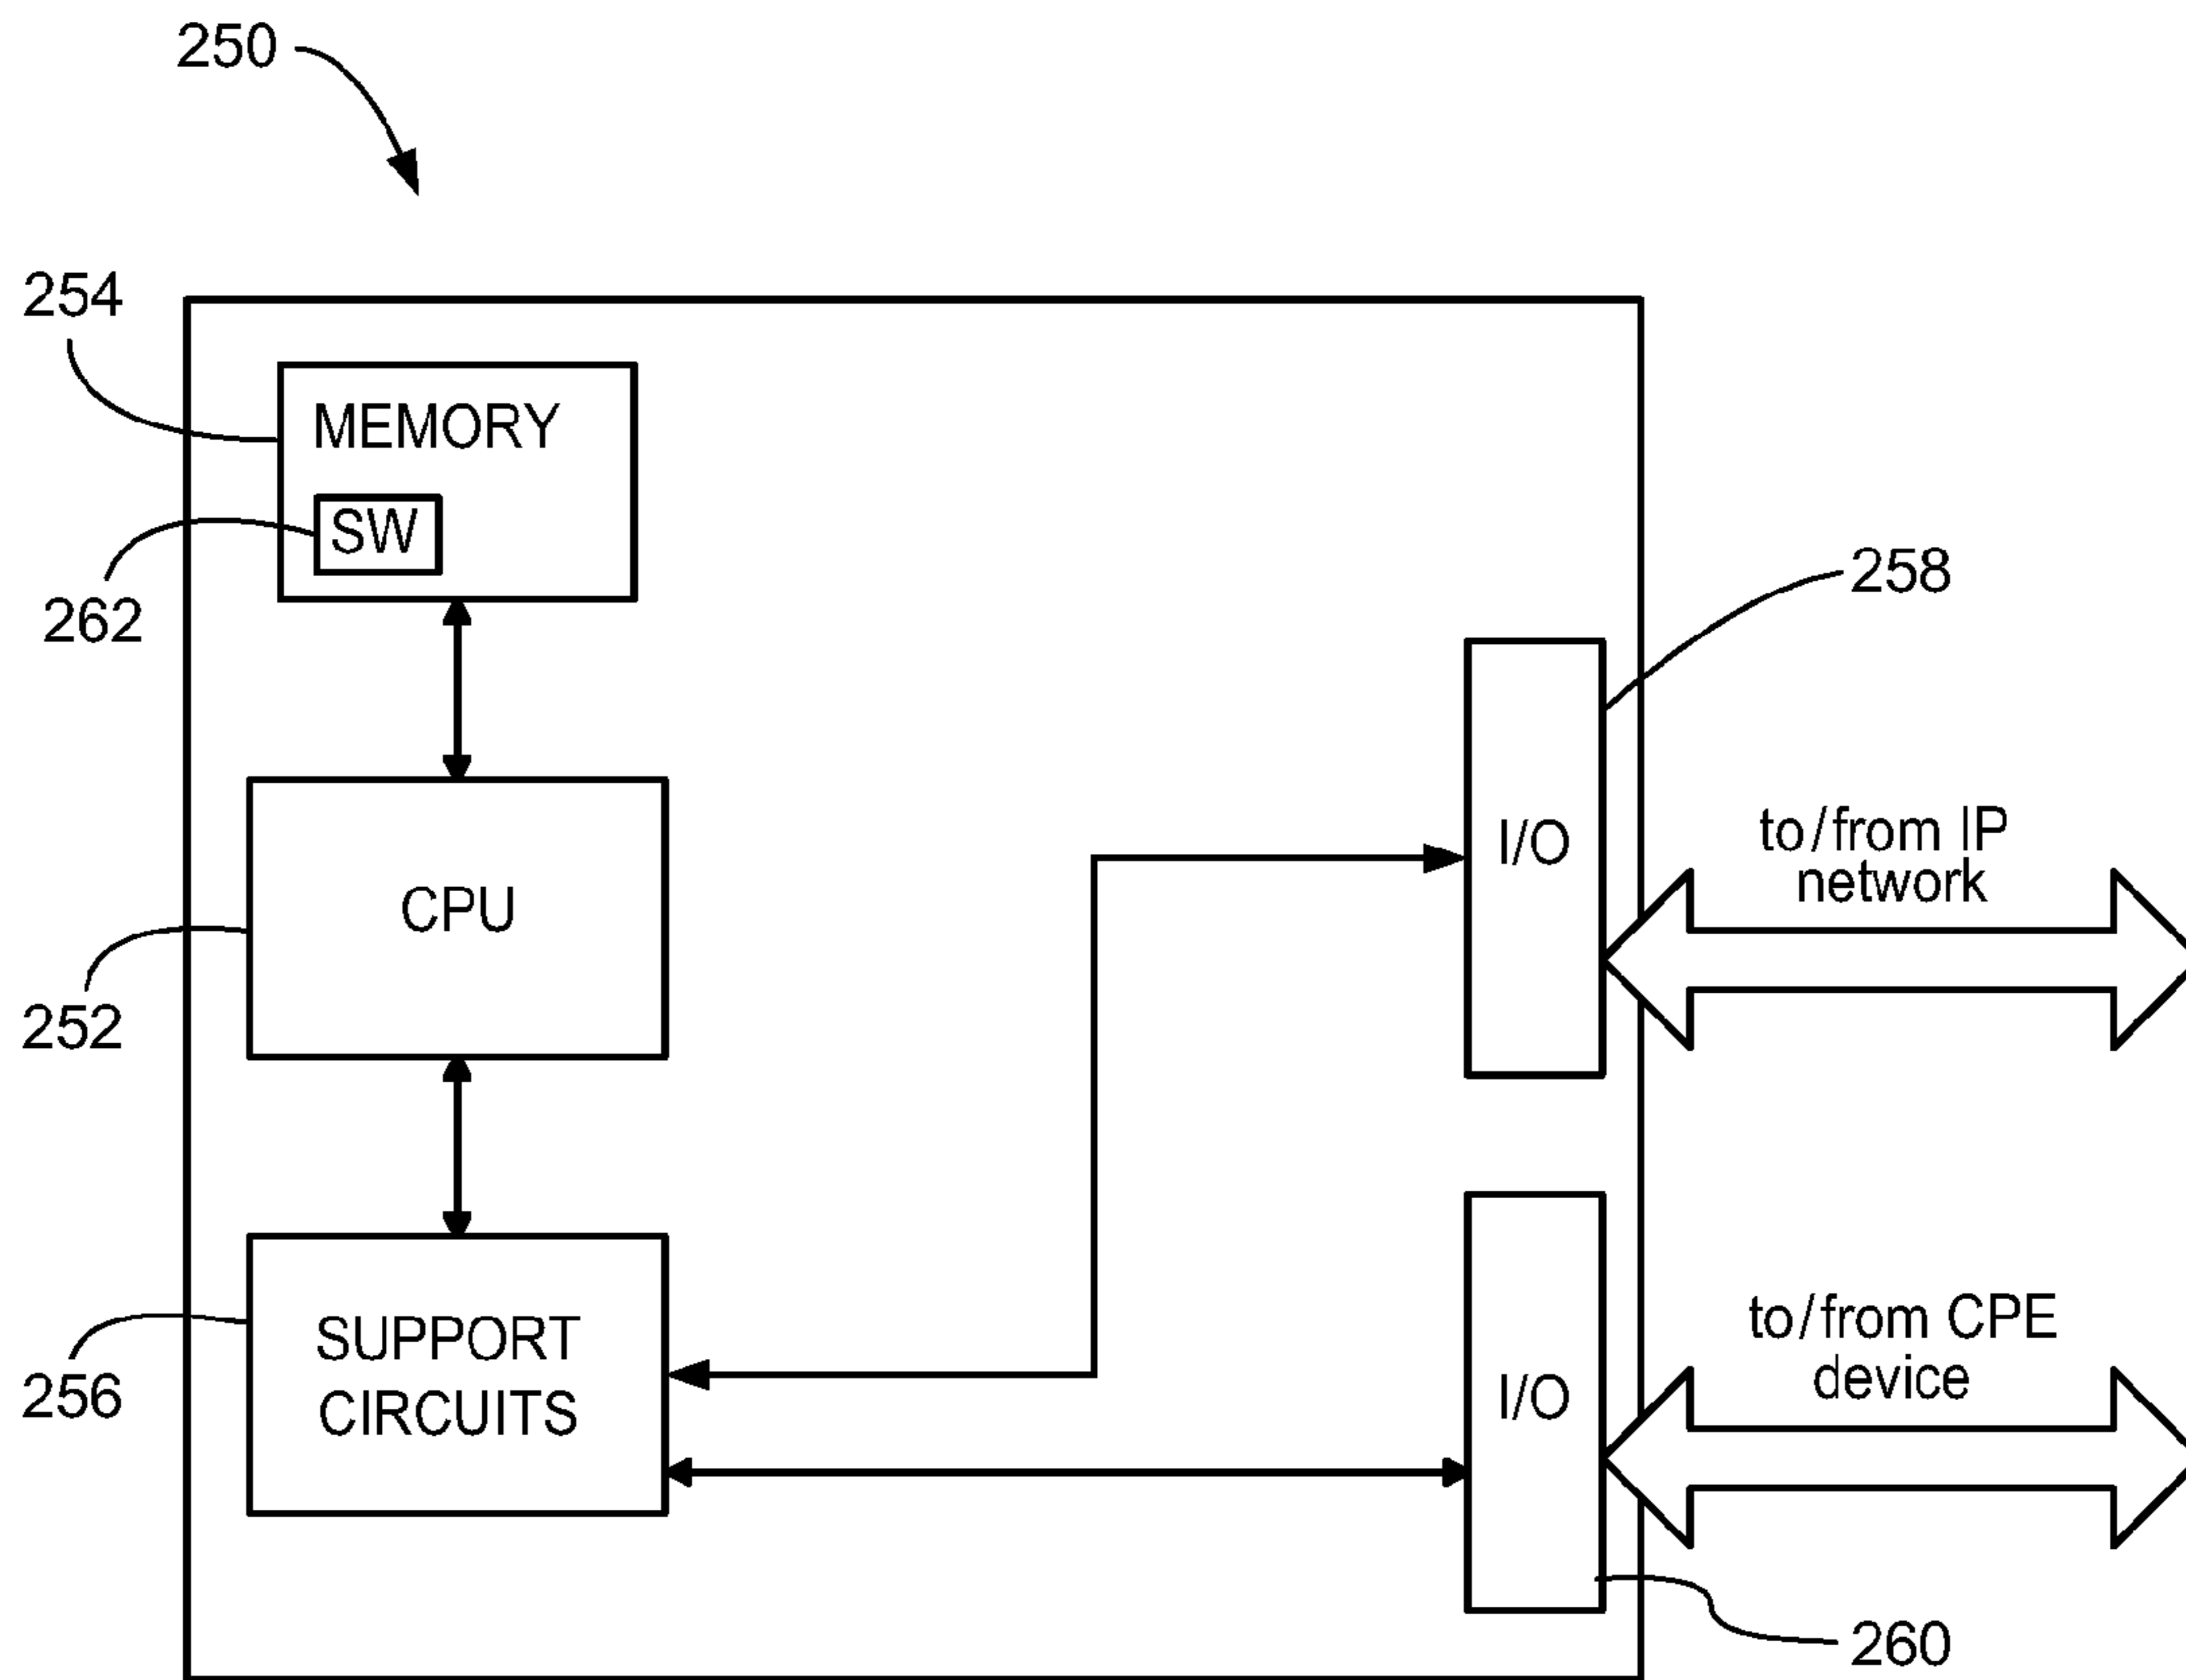 250
254
MEMORY
SW
262
258
I/O
to/from IP
network
CPU
252
SUPPORT
CIRCUITS
256
I/O
to/from CPE
device
260